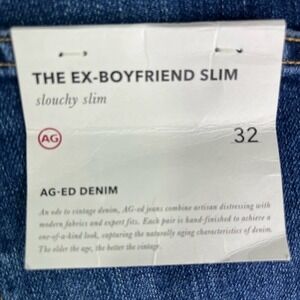 THE EX-BOYFRIEND SLIM
slouchy slim
AG
32
AG-ED DENIM
An ode to vintage denim, AG-ed jeans combine artisan distressing with
modern fabrics and expert fits. Each pair is hand-finished to achieve a
one-of-a-kind look, capturing the naturally aging characteristics of denim.
The older the age, the better the vintage.